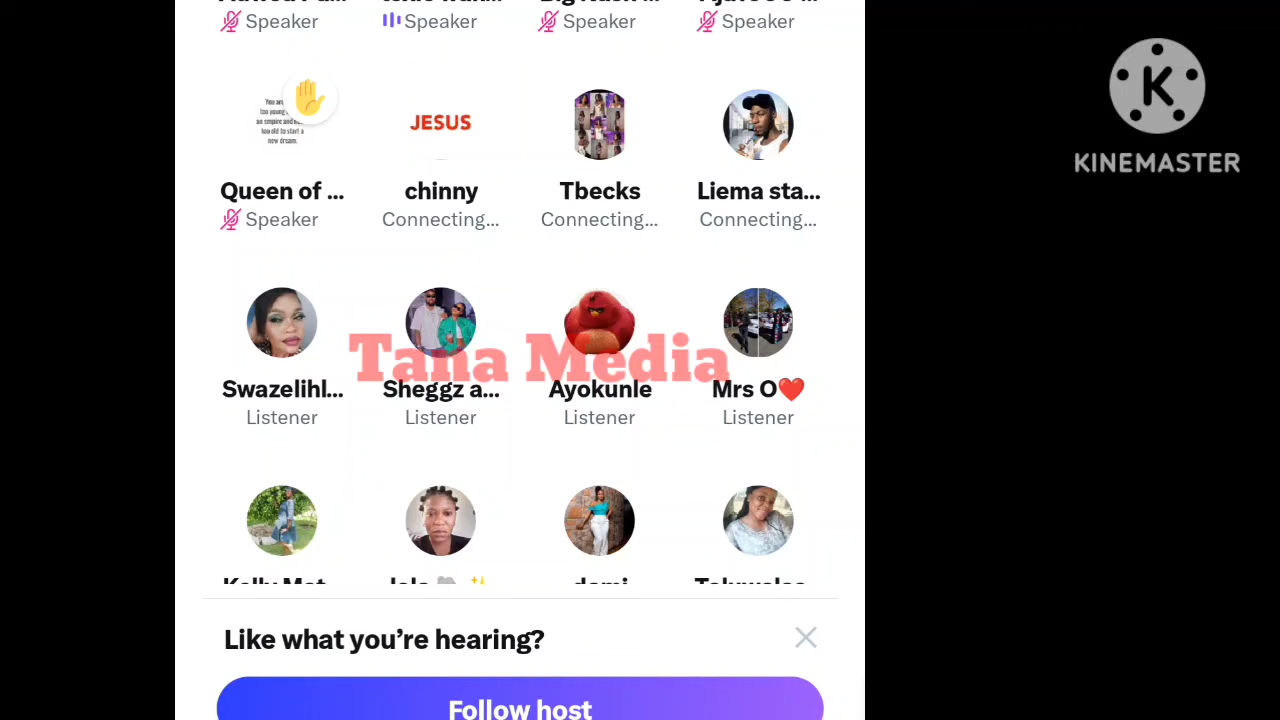 Speaker
Speaker
Speaker
Speaker
JESUS
Queen of ...
chinny
Tbecks
Liema sta...
Speaker
Connecting...
Connecting...
Connecting...
KINEMASTER
Tana Media
Swazelihl...
Sheggz a...
Ayokunle
Mrs O❤️
Listener
Listener
Listener
Listener
Like what you’re hearing?
Follow host